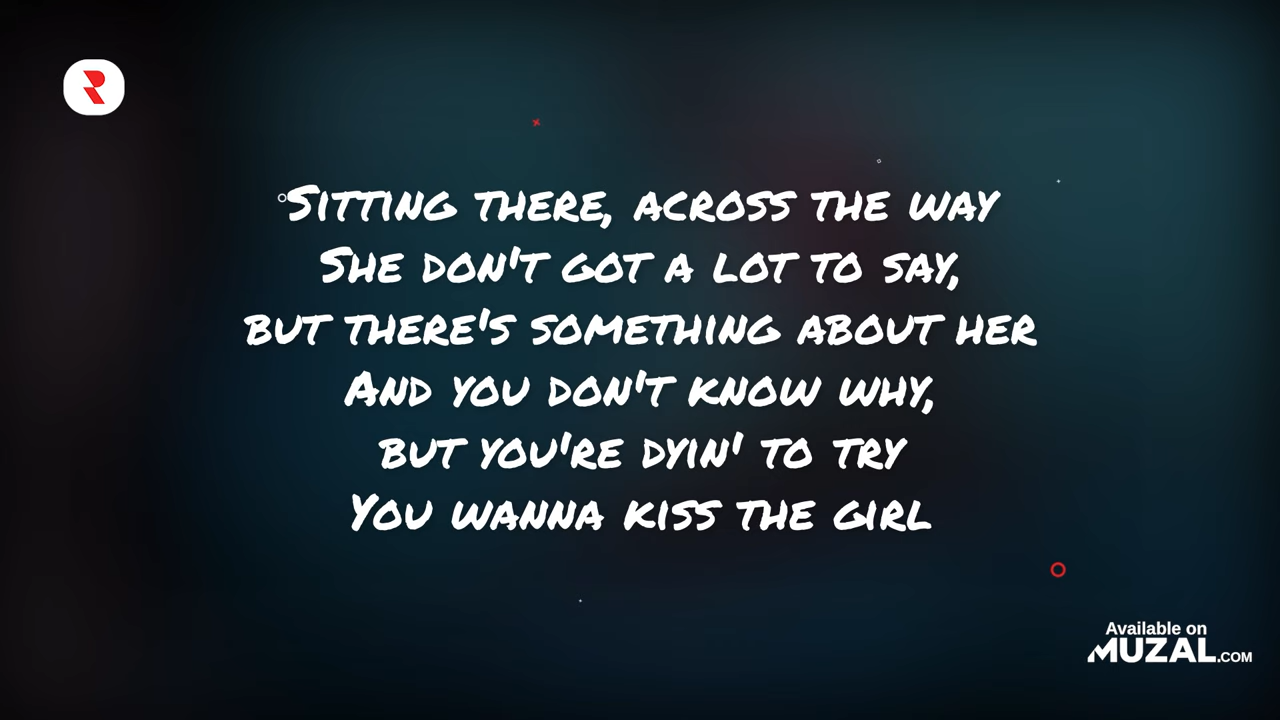 Sitting there, across the way
She don't got a lot to say,
but there's something about her
And you don't know why,
but you're dyin' to try
You wanna kiss the girl
Available on
MUZAL.COM